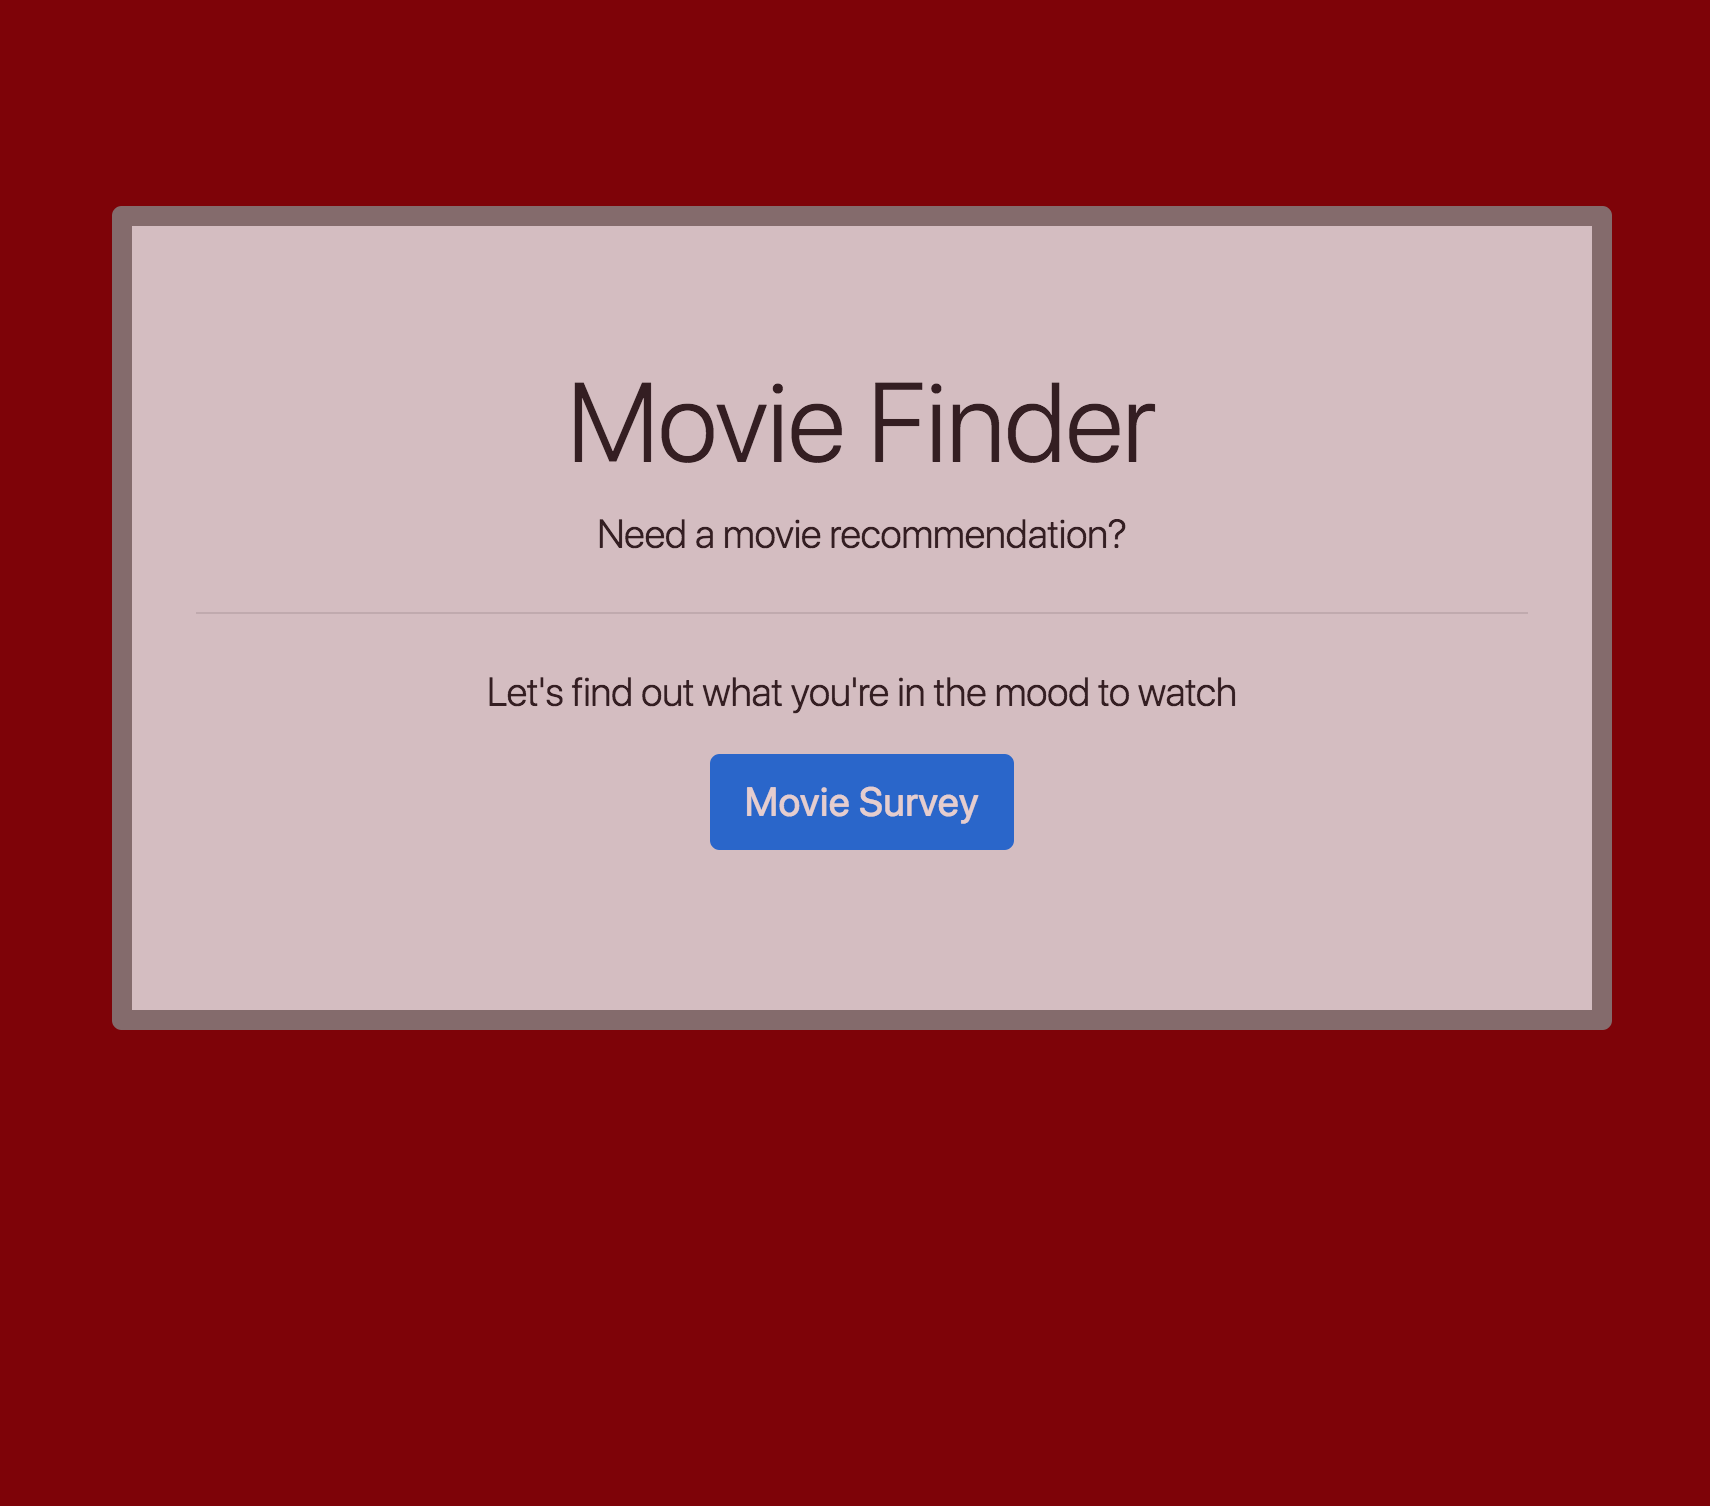 Movie Finder
Need a movie recommendation?
Let's find out what you're in the mood to watch
Movie Survey